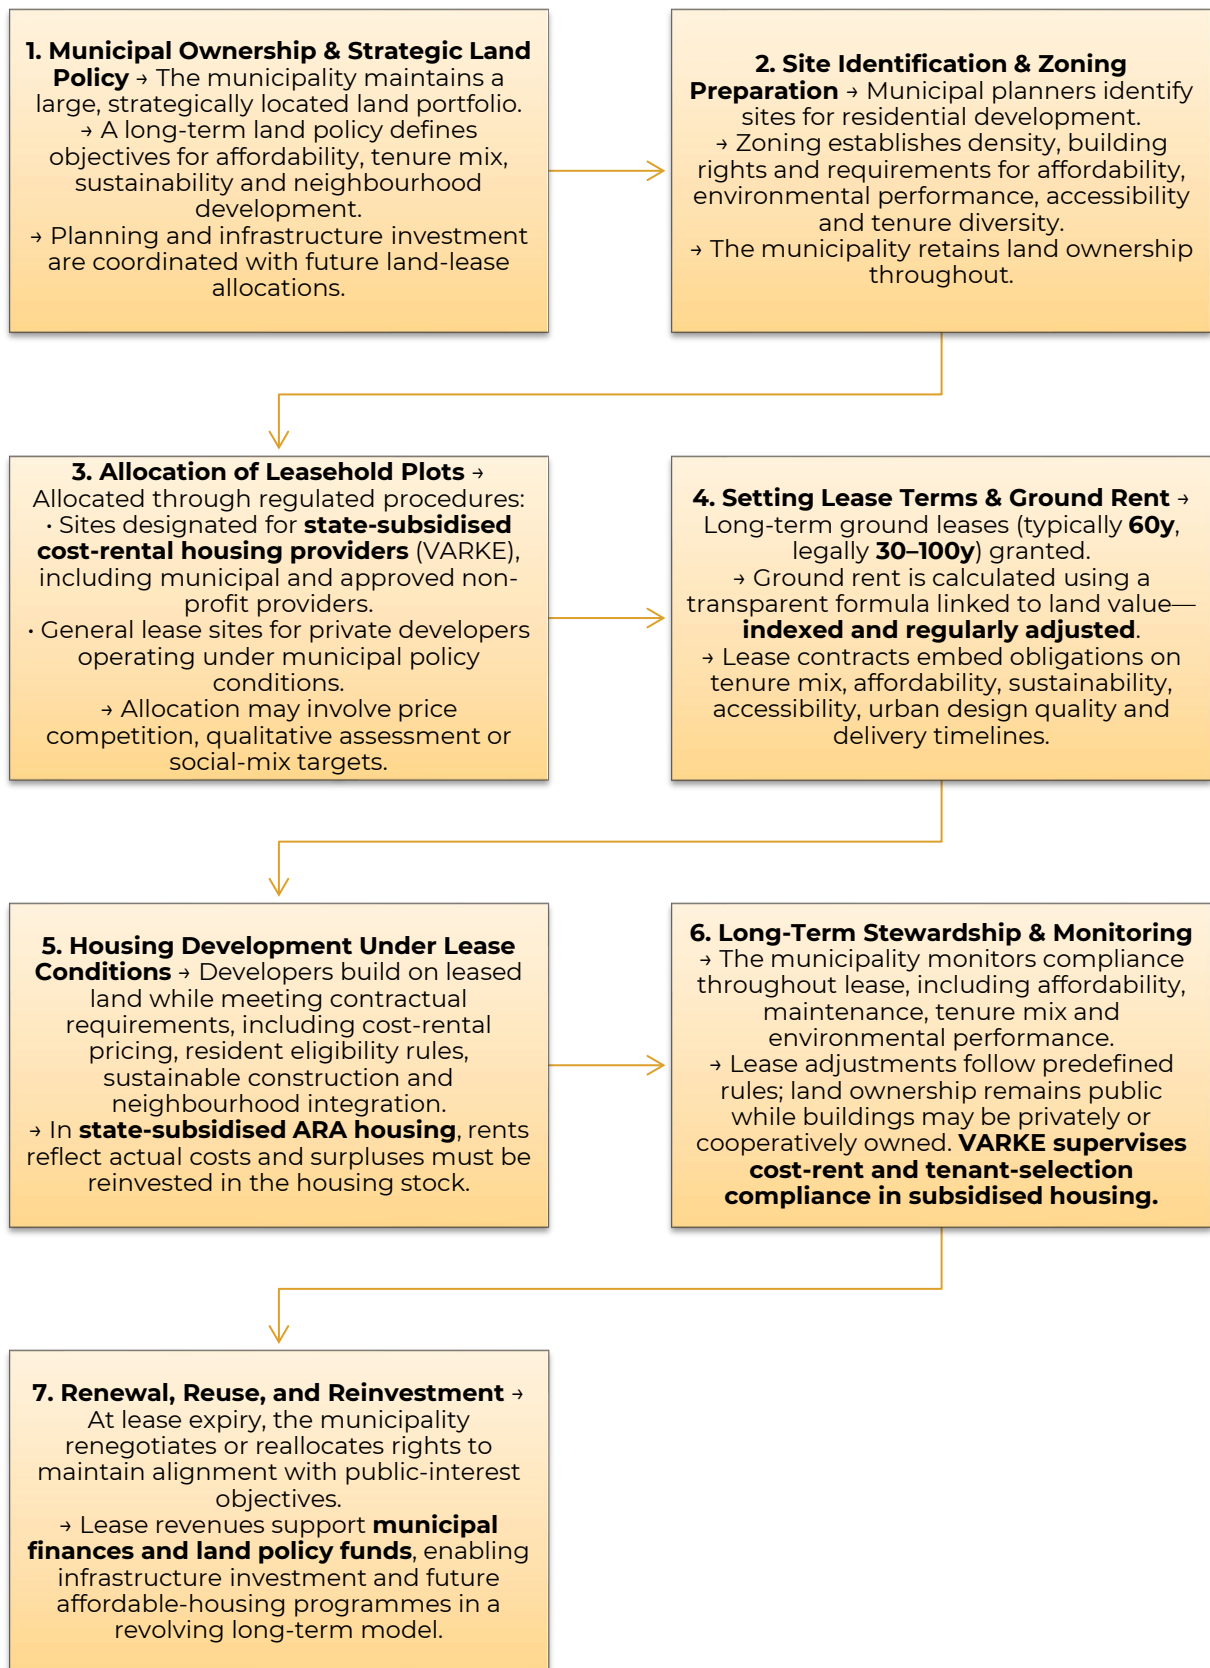 1. Municipal Ownership & Strategic Land
Policy → The municipality maintains a
large, strategically located land portfolio.
→ A long-term land policy defines
objectives for affordability, tenure mix,
sustainability and neighbourhood
development.
→ Planning and infrastructure investment
are coordinated with future land-lease
allocations.
2. Site Identification & Zoning
Preparation → Municipal planners identify
sites for residential development.
→ Zoning establishes density, building
rights and requirements for affordability,
environmental performance, accessibility
and tenure diversity.
→ The municipality retains land ownership
throughout.
3. Allocation of Leasehold Plots →
Allocated through regulated procedures:
• Sites designated for state-subsidised
cost-rental housing providers (VARKE),
including municipal and approved non-
profit providers.
• General lease sites for private developers
operating under municipal policy
conditions.
→ Allocation may involve price
competition, qualitative assessment or
social-mix targets.
4. Setting Lease Terms & Ground Rent →
Long-term ground leases (typically 60y,
legally 30–100y) granted.
→ Ground rent is calculated using a
transparent formula linked to land value—
indexed and regularly adjusted.
→ Lease contracts embed obligations on
tenure mix, affordability, sustainability,
accessibility, urban design quality and
delivery timelines.
5. Housing Development Under Lease
Conditions → Developers build on leased
land while meeting contractual
requirements, including cost-rental
pricing, resident eligibility rules,
sustainable construction and
neighbourhood integration.
→ In state-subsidised ARA housing, rents
reflect actual costs and surpluses must be
reinvested in the housing stock.
6. Long-Term Stewardship & Monitoring
→ The municipality monitors compliance
throughout lease, including affordability,
maintenance, tenure mix and
environmental performance.
→ Lease adjustments follow predefined
rules; land ownership remains public
while buildings may be privately or
cooperatively owned. VARKE supervises
cost-rent and tenant-selection
compliance in subsidised housing.
7. Renewal, Reuse, and Reinvestment →
At lease expiry, the municipality
renegotiates or reallocates rights to
maintain alignment with public-interest
objectives.
→ Lease revenues support municipal
finances and land policy funds, enabling
infrastructure investment and future
affordable-housing programmes in a
revolving long-term model.